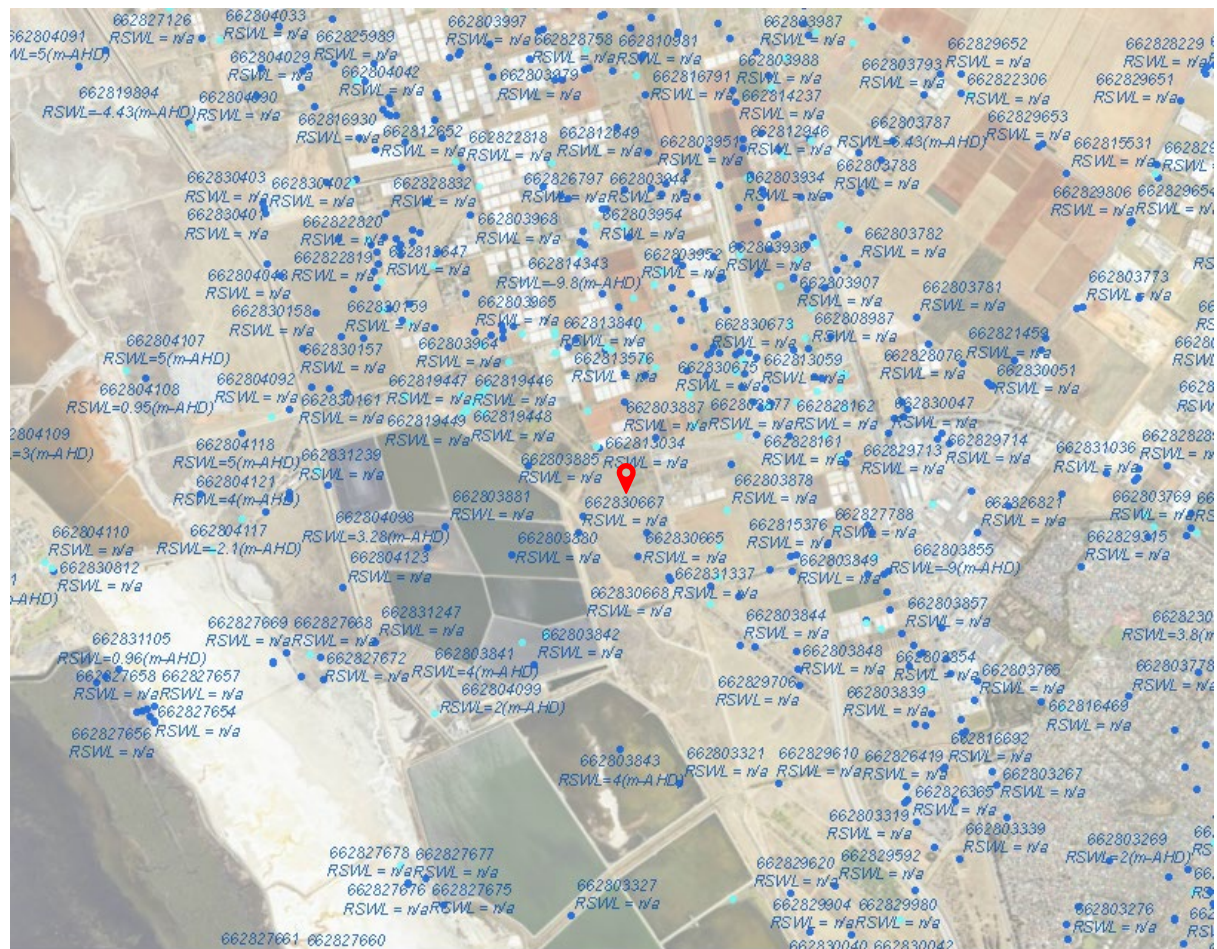 662827126
RSWL = n/a
662804033
RSWL = n/a
662803997
RSWL = n/a
662803987
RSWL = n/a
662804091
RSWL=5(m-AHD)
662804029
RSWL = n/a
662825989
RSWL = n/a
662828758
RSWL = n/a
662810981
RSWL = n/a
662829652
RSWL = n/a
662828229
RSWL = n/a
662804042
RSWL = n/a
662803979
RSWL = n/a
662803988
RSWL = n/a
662803793
RSWL = n/a
662822306
RSWL = n/a
662829651
RSWL = n/a
662819894
RSWL=-4.43(m-AHD)
RSWL = n/a
662816791
RSWL = n/a
662814237
RSWL = n/a
662816930
RSWL = n/a
662812652
RSWL = n/a
662822818
RSWL = n/a
RSWL = n/a
662812946
RSWL = n/a
662803787
662829653
RSWL = n/a
662815531
RSWL = n/a
662803788
RSWL = n/a
662830403
RSWL = n/a
662830402
RSWL = n/a
662828832
RSWL = n/a
662826797
RSWL = n/a
RSWL = n/a
662803934
RSWL = n/a
662829806
RSWL = n/a
662829654
RSWL = n/a
RSWL = n/a
662822820
RSWL = n/a
662803968
RSWL = n/a
662803954
RSWL = n/a
662803782
RSWL = n/a
662822819
RSWL = n/a
RSWL = n/a
662803952
RSWL = n/a
RSWL = n/a
RSWL = n/a
662814343
RSWL=-9.8(m-AHD)
662803907
RSWL = n/a
662803781
RSWL = n/a
662803773
RSWL = n/a
662830158
RSWL = n/a
662830159
RSWL = n/a
662803965
RSWL = n/a
662813840
RSWL = n/a
662830673
RSWL = n/a
662808987
RSWL = n/a
662821459
RSWL = n/a
662804107
RSWL=5(m-AHD)
662830157
RSWL = n/a
662803964
RSWL = n/a
662813576
RSWL = n/a
662830675
RSWL = n/a
662813059
RSWL = n/a
662828076
RSWL = n/a
662830051
RSWL = n/a
662804108
RSWL=0.95(m-AHD)
662804092
RSWL = n/a
662830161
RSWL = n/a
662819447
RSWL = n/a
662819446
RSWL = n/a
662819449
RSWL = n/a
662819448
RSWL = n/a
662803887
RSWL = n/a
RSWL = n/a
662828162
RSWL = n/a
662830047
RSWL = n/a
662804118
RSWL=5(m-AHD)
662831239
RSWL = n/a
662803885
RSWL = n/a
662813034
RSWL = n/a
662828161
RSWL = n/a
662829713
RSWL = n/a
662829714
RSWL = n/a
662831036
RSWL = n/a
662804121
RSWL=4(m-AHD)
662803881
RSWL = n/a
662830667
RSWL = n/a
662803878
RSWL = n/a
662826821
RSWL = n/a
662803769
RSWL = n/a
662804110
RSWL = n/a
662804117
RSWL=-2.1(m-AHD)
662804098
RSWL=3.28(m-AHD)
662803880
RSWL = n/a
662830665
RSWL = n/a
662815376
RSWL = n/a
662827788
RSWL = n/a
RSWL = n/a
662830812
RSWL = n/a
662804123
RSWL = n/a
662831337
RSWL = n/a
662803849
RSWL = n/a
662803855
RSWL=-9(m-AHD)
662830668
RSWL = n/a
662827669
RSWL = n/a
662827668
RSWL = n/a
662831247
RSWL = n/a
662803842
RSWL = n/a
662803844
RSWL = n/a
662803857
RSWL = n/a
662831105
RSWL=0.96(m-AHD)
662827672
RSWL = n/a
662803841
RSWL=4(m-AHD)
662803848
RSWL = n/a
662803854
RSWL = n/a
662803765
RSWL = n/a
662803778
RSWL = n/a
662827658
RSWL = n/a
662827657
RSWL = n/a
662804099
RSWL=2(m-AHD)
662829706
RSWL = n/a
662803839
RSWL = n/a
662816469
RSWL = n/a
662827654
RSWL = n/a
662827656
RSWL = n/a
662816692
RSWL = n/a
662803843
RSWL=4(m-AHD)
662803321
RSWL = n/a
662829610
RSWL = n/a
662826419
RSWL = n/a
662803267
RSWL = n/a
662826365
RSWL = n/a
662803319
RSWL = n/a
662803339
RSWL = n/a
662803269
RSWL=2(m-AHD)
662827678
RSWL = n/a
662827677
RSWL = n/a
662829620
RSWL = n/a
662829592
RSWL = n/a
662827676
RSWL = n/a
662827675
RSWL = n/a
662803327
RSWL = n/a
662829904
RSWL = n/a
662829980
RSWL = n/a
662803276
RSWL = n/a
662827661
662827660
662830040
662830042